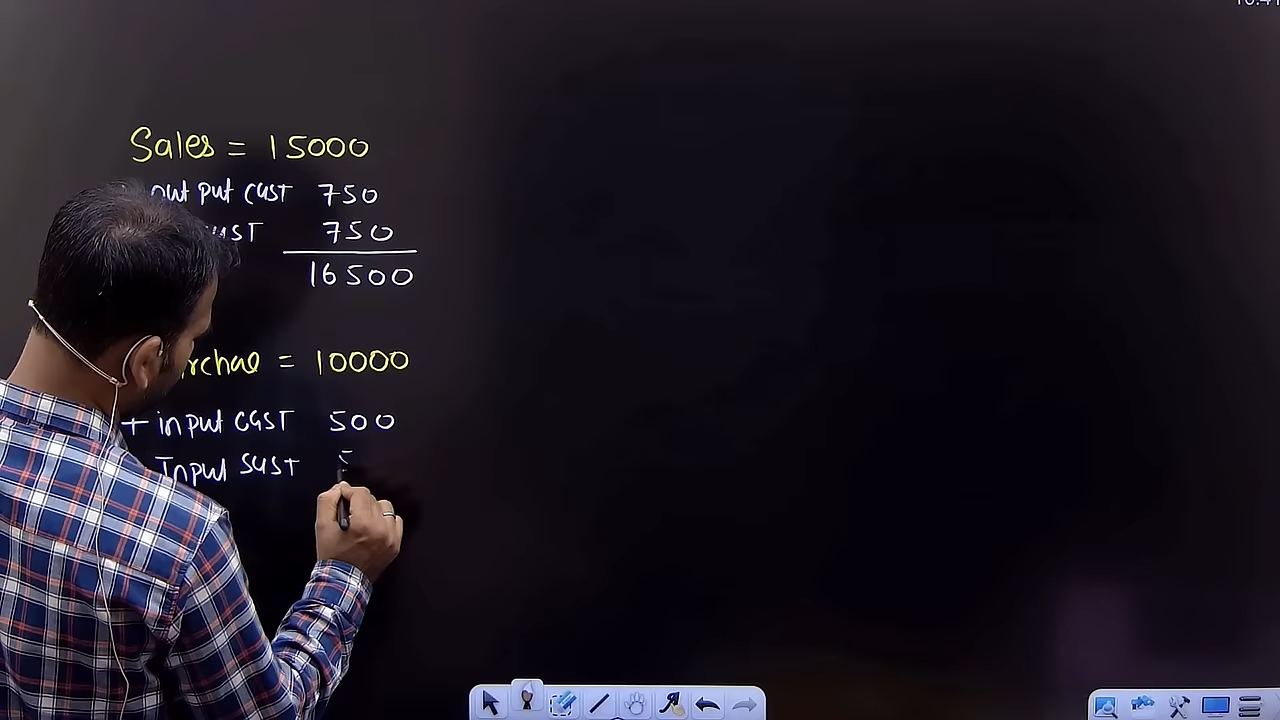 Sales = 15000
out put CGST 750
750
16500
= 10000
+ input CGST 500
Input SGST